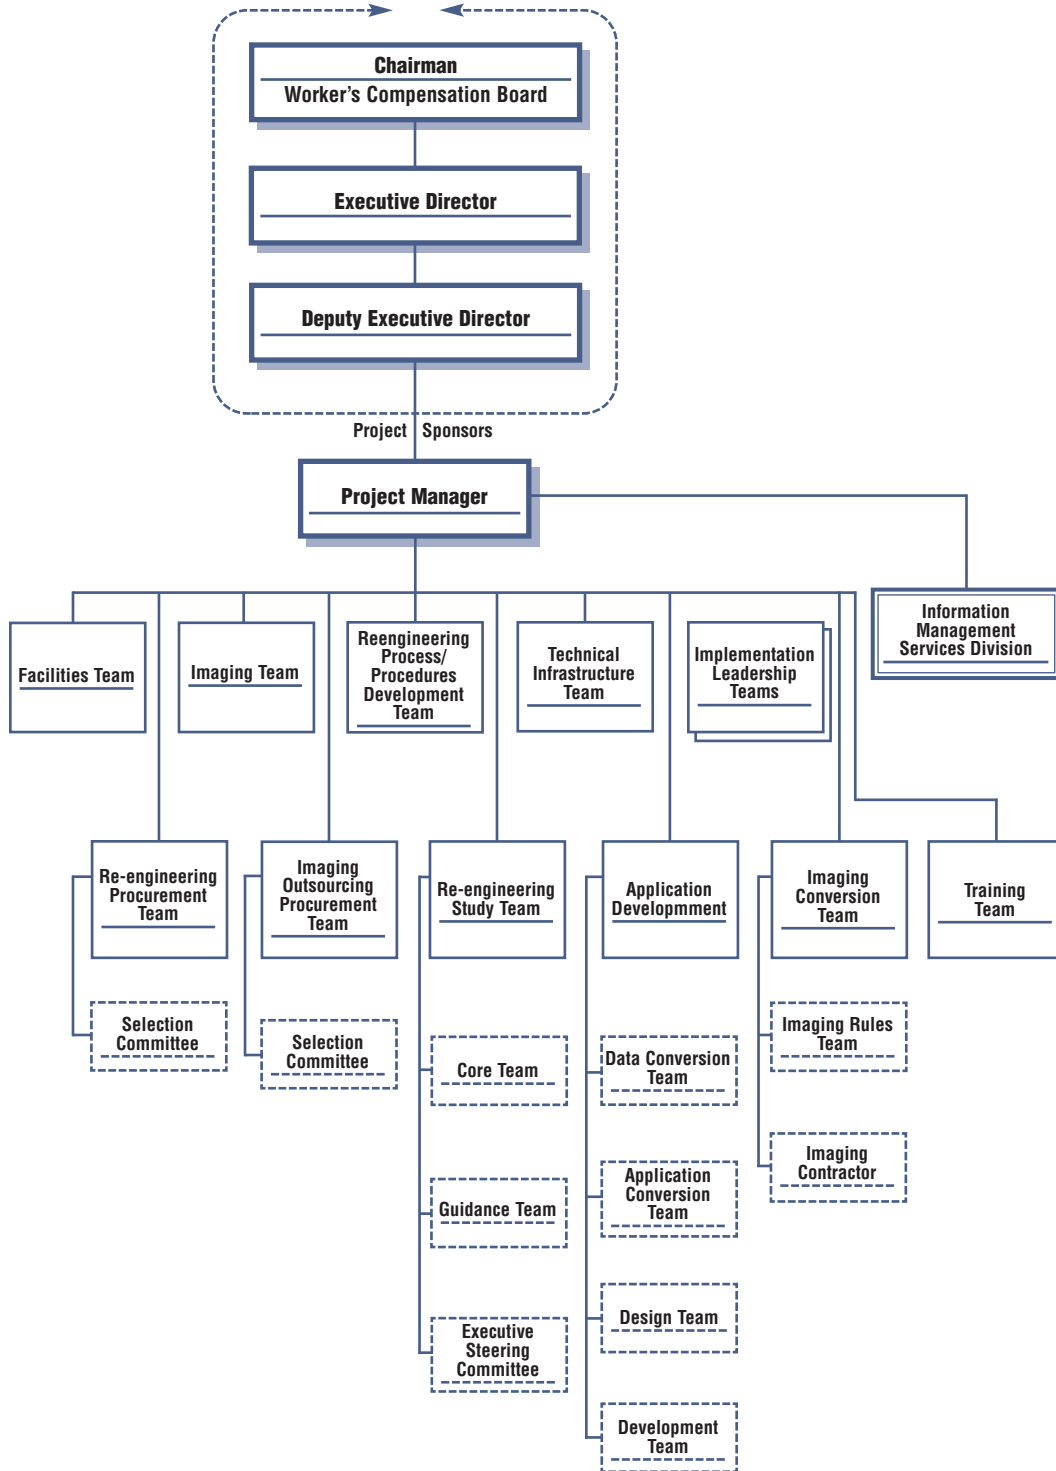 Chairman
Worker's Compensation Board
Executive Director
Deputy Executive Director
Project Sponsors
Project Manager
Information
Management
Services Division
Facilities Team
Imaging Team
Reengineering
Process/
Procedures
Development
Team
Technical
Infrastructure
Team
Implementation
Leadership
Teams
Re-engineering
Procurement
Team
Imaging
Outsourcing
Procurement
Team
Re-engineering
Study Team
Application
Developmment
Imaging
Conversion
Team
Training
Team
Selection
Committee
Selection
Committee
Core Team
Guidance Team
Executive
Steering
Committee
Data Conversion
Team
Application
Conversion
Team
Design Team
Development
Team
Imaging Rules
Team
Imaging
Contractor